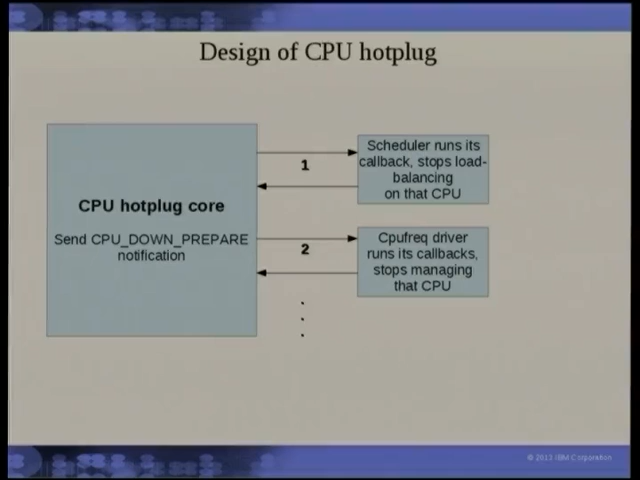 Design of CPU hotplug
CPU hotplug core
Send CPU_DOWN_PREPARE
notification
1
Scheduler runs its
callback, stops load-
balancing
on that CPU
2
Cpufreq driver
runs its callbacks,
stops managing
that CPU
© 2013 IBM Corporation